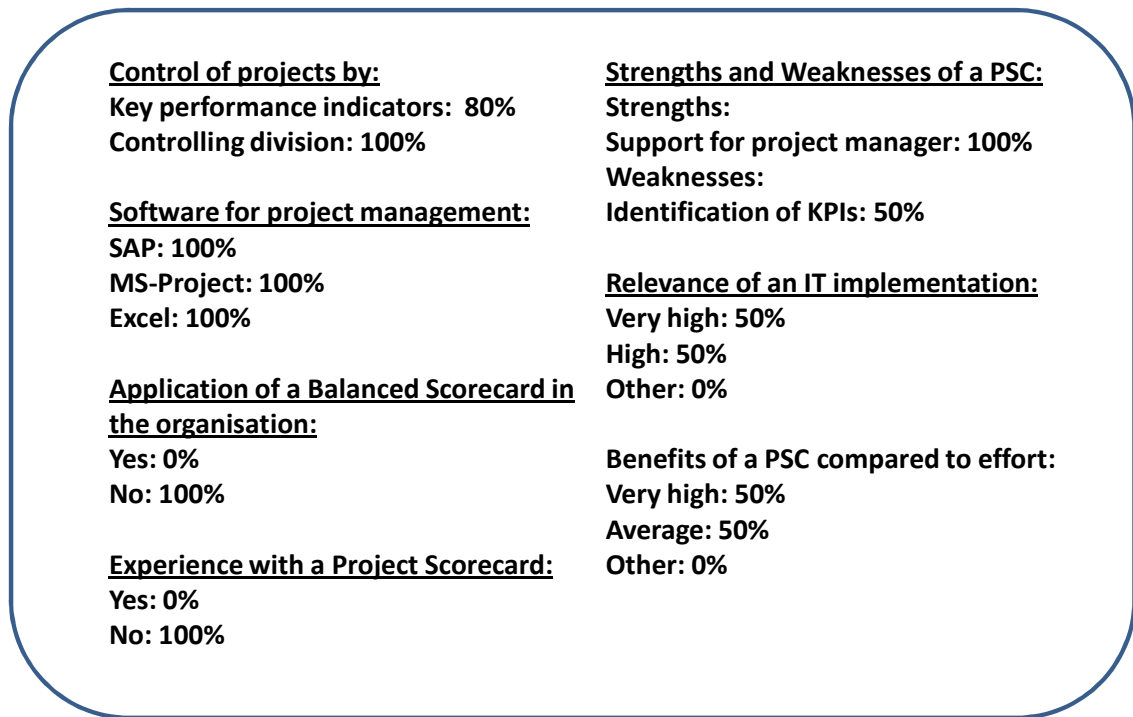 Control of projects by:
Key performance indicators:  80%
Controlling division: 100%
Software for project management:
SAP: 100%
MS-Project: 100%
Excel: 100%
Application of a Balanced Scorecard in
the organisation:
Yes: 0%
No: 100%
Experience with a Project Scorecard:
Yes: 0%
No: 100%
Strengths and Weaknesses of a PSC:
Strengths:
Support for project manager: 100%
Weaknesses:
Identification of KPIs: 50%
Relevance of an IT implementation:
Very high: 50%
High: 50%
Other: 0%
Benefits of a PSC compared to effort:
Very high: 50%
Average: 50%
Other: 0%